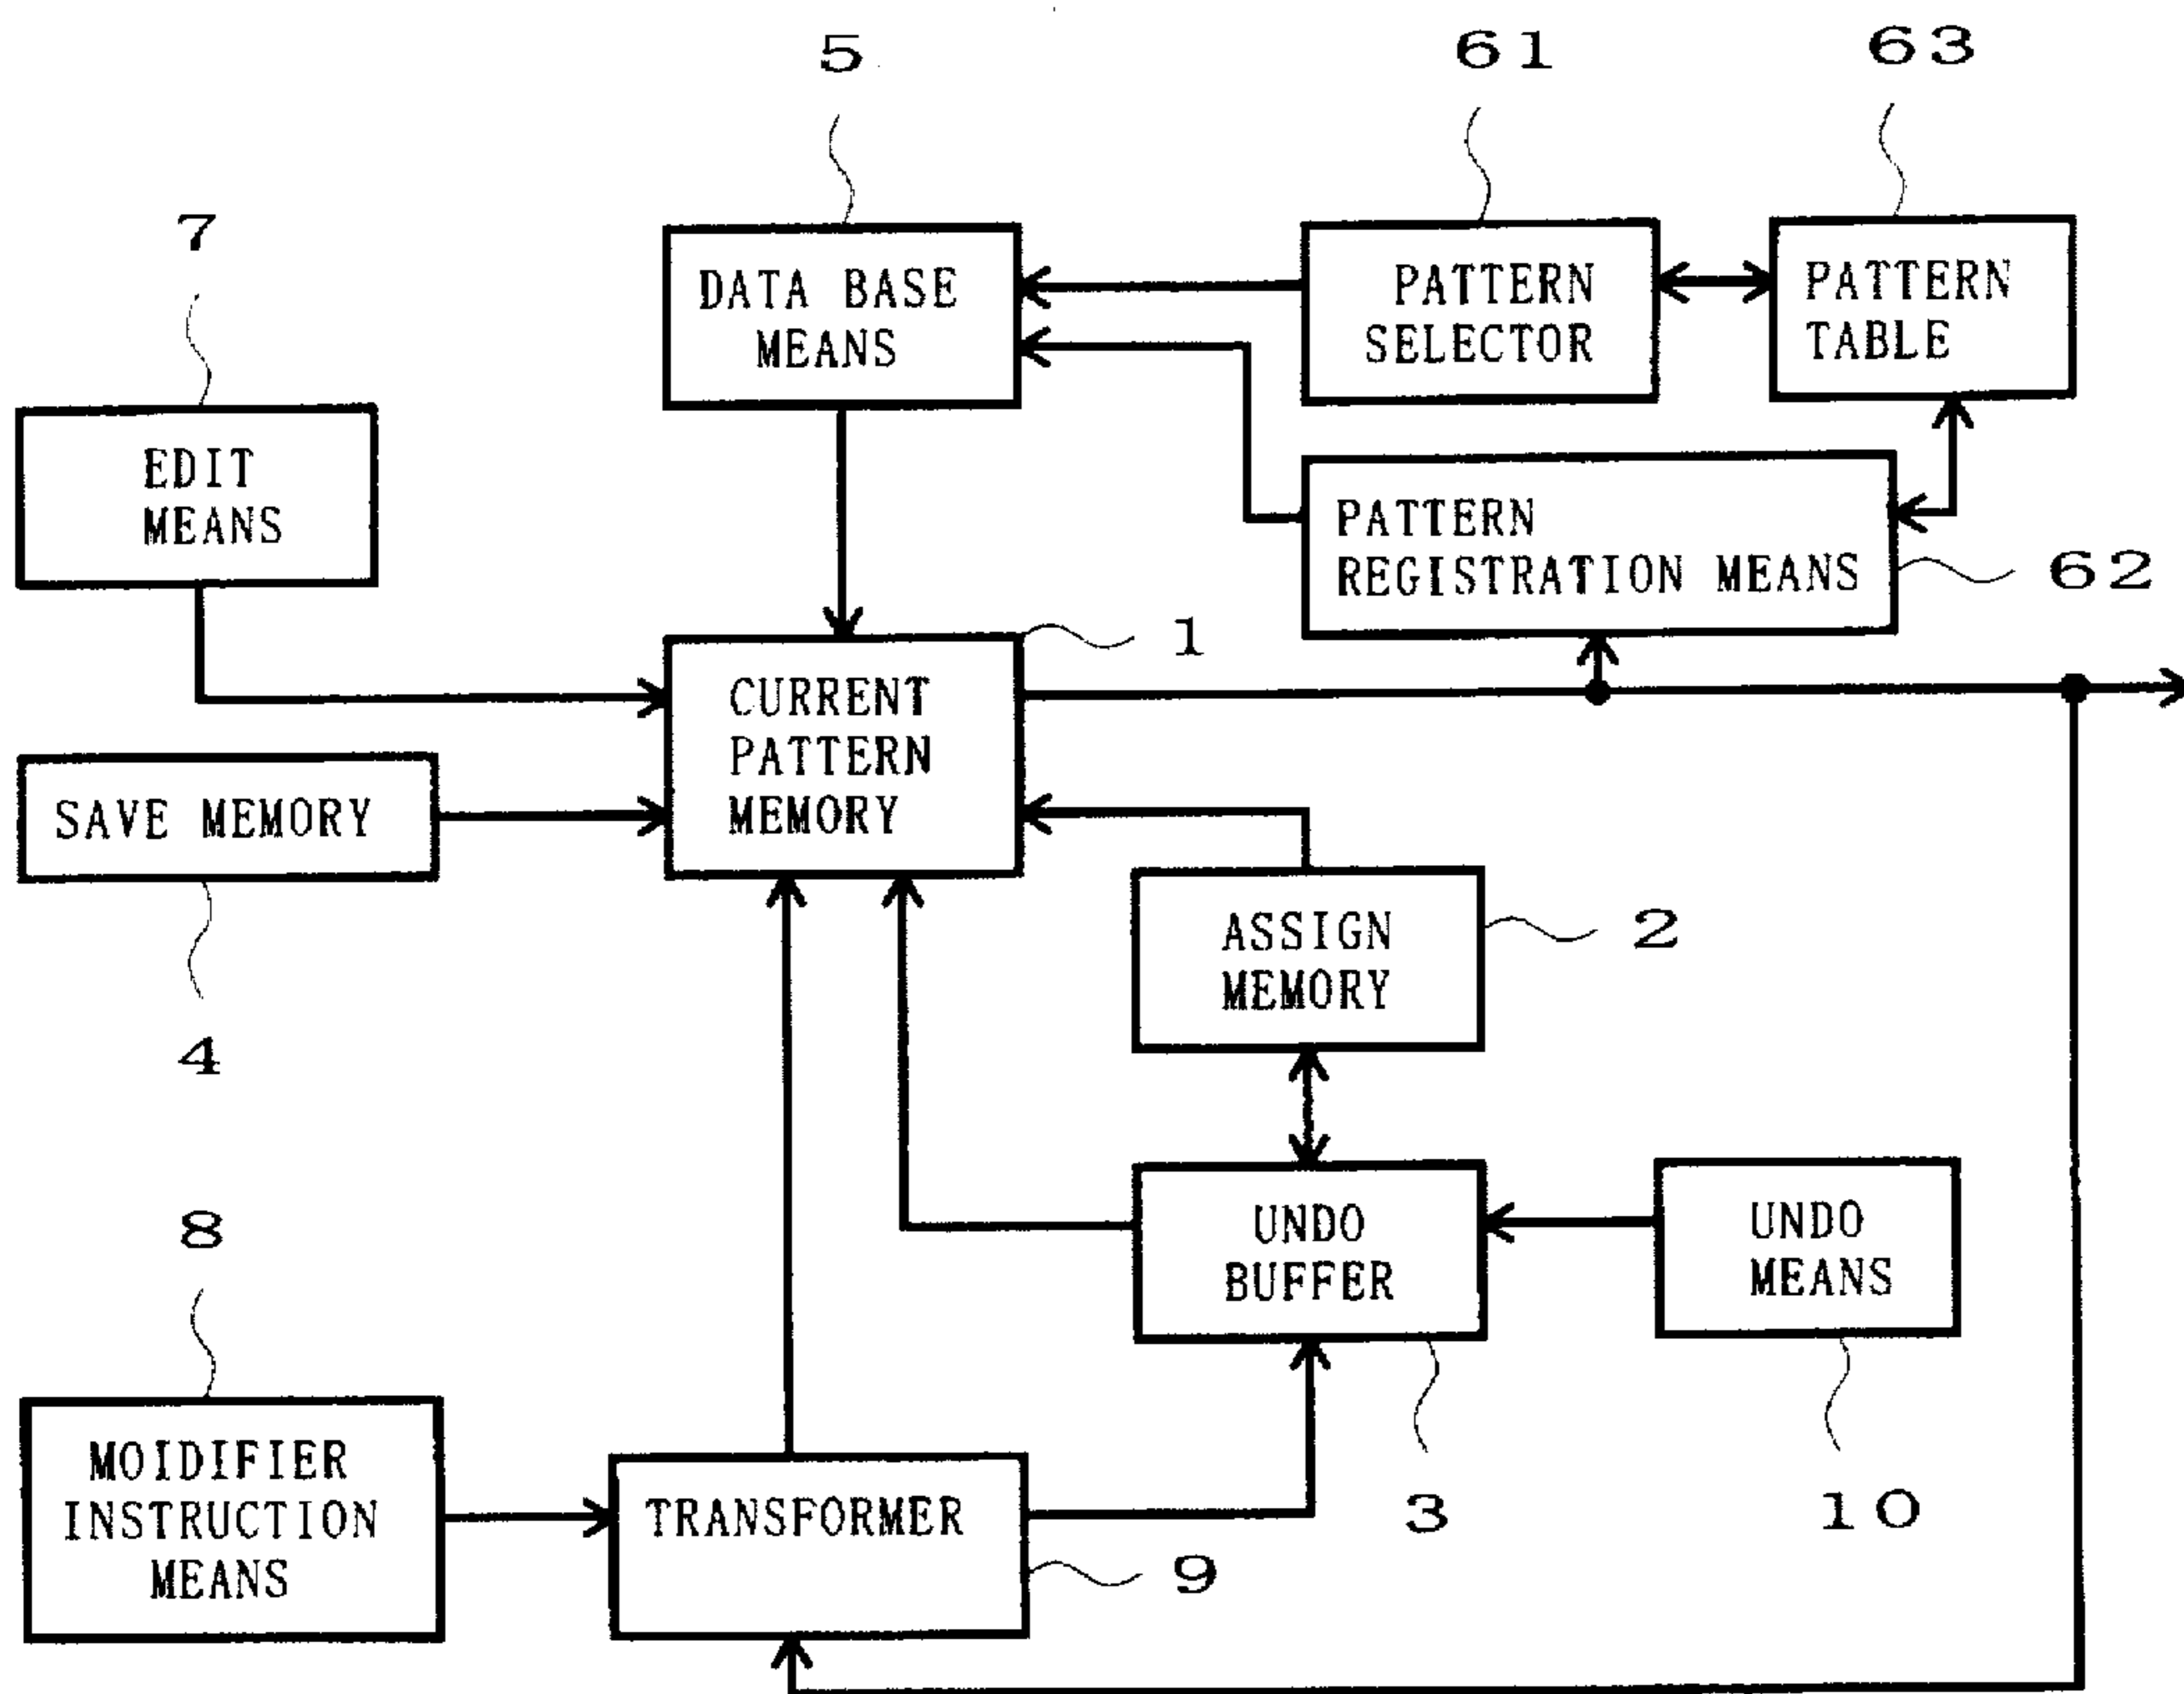 5
61
63
7
DATA BASE
MEANS
PATTERN
SELECTOR
PATTERN
TABLE
EDIT
MEANS
PATTERN
REGISTRATION MEANS
62
1
CURRENT
PATTERN
MEMORY
SAVE MEMORY
ASSIGN
MEMORY
2
4
8
UNDO
BUFFER
UNDO
MEANS
MOIDIFIER
INSTRUCTION
MEANS
TRANSFORMER
3
10
9